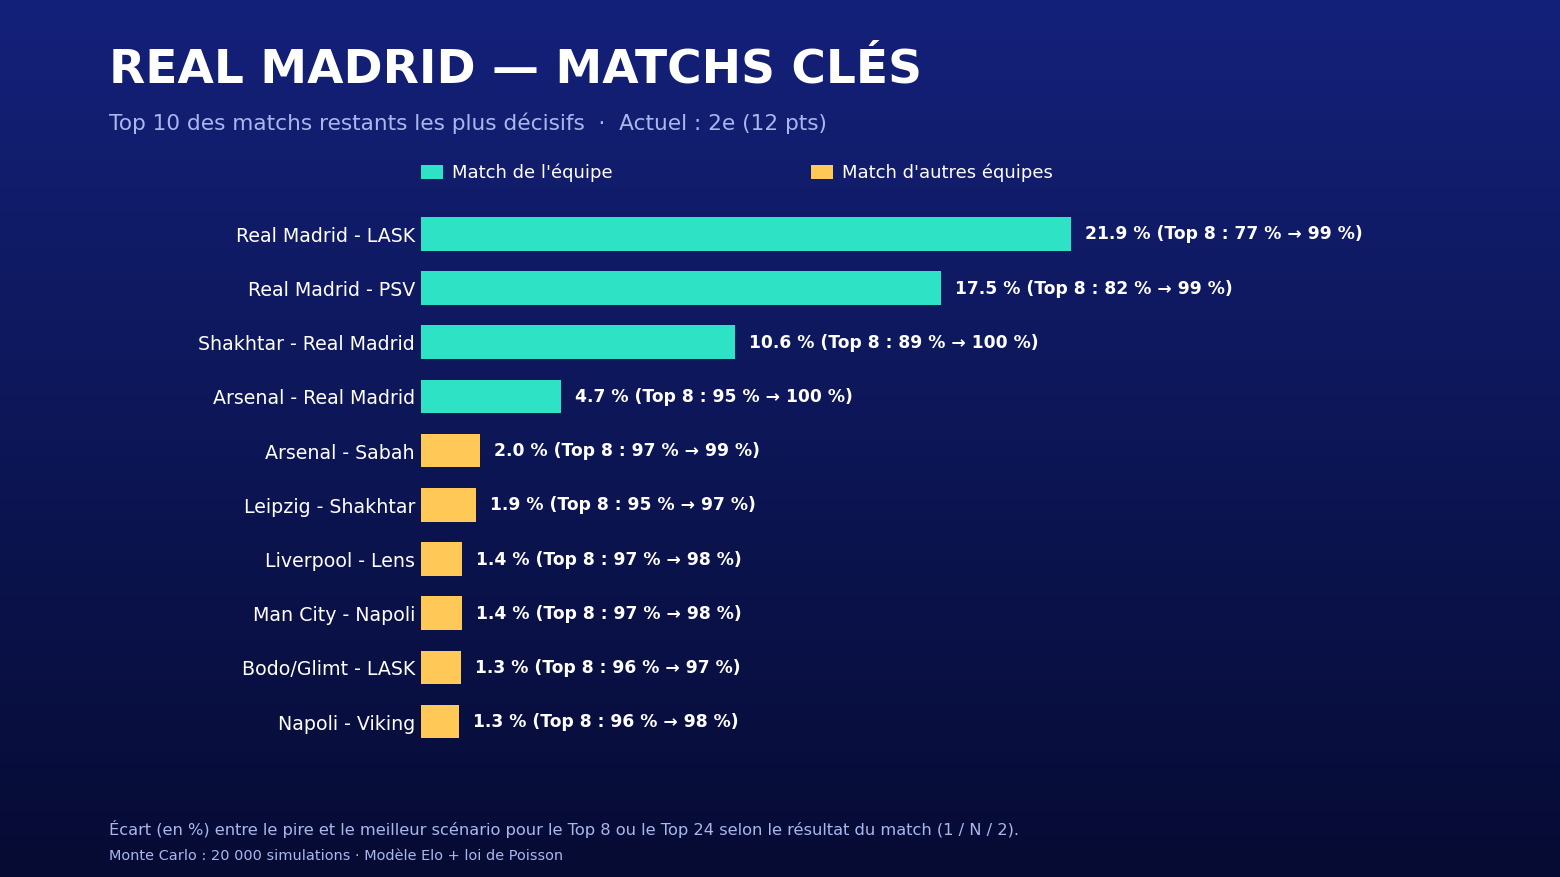 REAL MADRID — MATCHS CLÉS
Top 10 des matchs restants les plus décisifs · Actuel : 2e (12 pts)
Match de l'équipe
Match d'autres équipes
Real Madrid - LASK 21.9 % (Top 8 : 77 % → 99 %)
Real Madrid - PSV 17.5 % (Top 8 : 82 % → 99 %)
Shakhtar - Real Madrid 10.6 % (Top 8 : 89 % → 100 %)
Arsenal - Real Madrid 4.7 % (Top 8 : 95 % → 100 %)
Arsenal - Sabah 2.0 % (Top 8 : 97 % → 99 %)
Leipzig - Shakhtar 1.9 % (Top 8 : 95 % → 97 %)
Liverpool - Lens 1.4 % (Top 8 : 97 % → 98 %)
Man City - Napoli 1.4 % (Top 8 : 97 % → 98 %)
Bodo/Glimt - LASK 1.3 % (Top 8 : 96 % → 97 %)
Napoli - Viking 1.3 % (Top 8 : 96 % → 98 %)
Écart (en %) entre le pire et le meilleur scénario pour le Top 8 ou le Top 24 selon le résultat du match (1 / N / 2).
Monte Carlo : 20 000 simulations · Modèle Elo + loi de Poisson